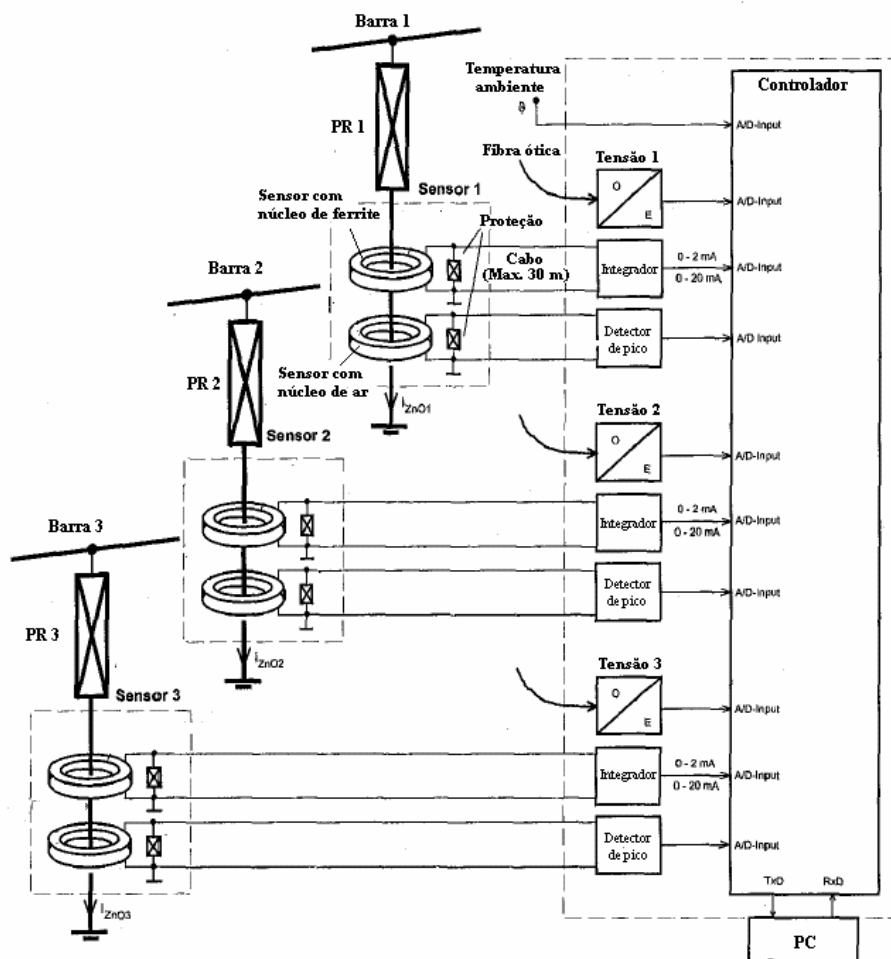 Barra 1
Temperatura
ambiente
ϑ
Controlador
A/D-Input
PR 1
Fibra ótica
Tensão 1
O
E
A/D-Input
Sensor com
núcleo de ferrite
Sensor 1
Proteção
Cabo
(Max. 30 m)
Integrador
0 - 2 mA
0 - 20 mA
A/D-Input
Barra 2
Detector
de pico
A/D Input
Sensor com
núcleo de ar
PR 2
iZnO1
Tensão 2
O
E
A/D-Input
Sensor 2
Integrador
0 - 2 mA
0 - 20 mA
A/D-Input
Barra 3
Detector
de pico
A/D-Input
PR 3
iZnO2
Tensão 3
O
E
A/D-Input
Sensor 3
Integrador
0 - 2 mA
0 - 20 mA
A/D-Input
Detector
de pico
A/D-Input
TxD
RxD
iZnO3
PC